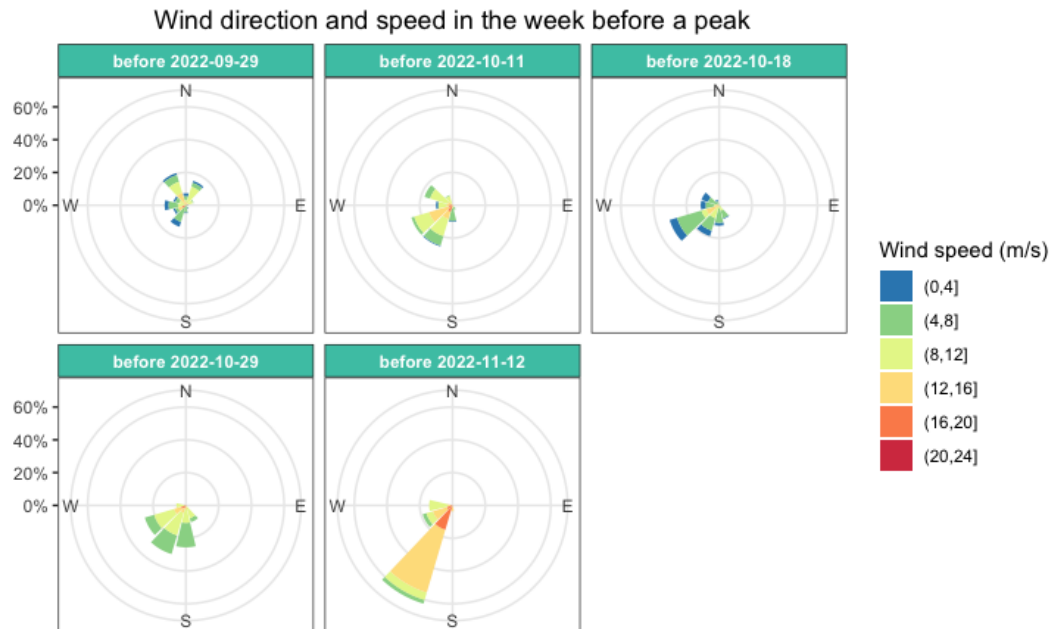 Wind direction and speed in the week before a peak
before 2022-09-29
before 2022-10-11
before 2022-10-18
60%
40%
20%
0%
N
W
E
S
N
W
E
S
N
W
E
S
before 2022-10-29
before 2022-11-12
60%
40%
20%
0%
N
W
E
S
N
W
E
S
Wind speed (m/s)
(0,4]
(4,8]
(8,12]
(12,16]
(16,20]
(20,24]